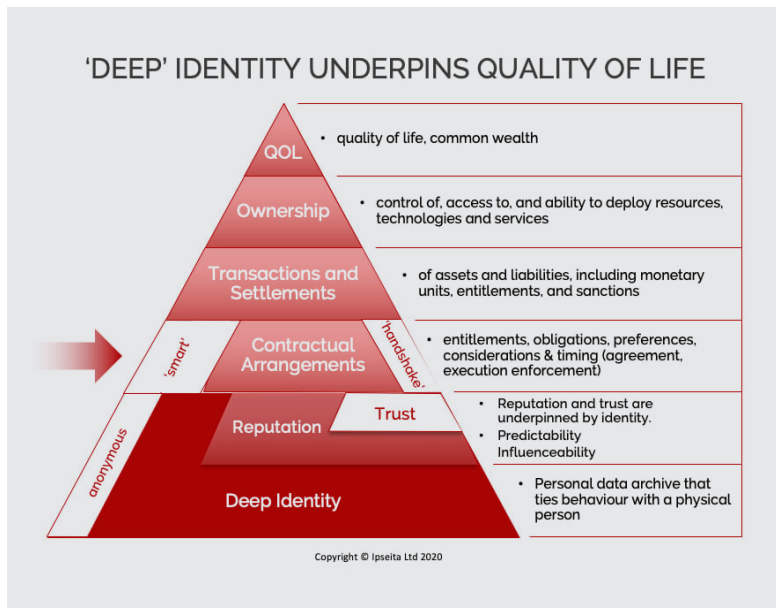 ‘DEEP’ IDENTITY UNDERPINS QUALITY OF LIFE
QOL
• quality of life, common wealth
Ownership
• control of, access to, and ability to deploy resources,
technologies and services
Transactions and
Settlements
• of assets and liabilities, including monetary
units, entitlements, and sanctions
‘smart’
Contractual
Arrangements
‘handshake’
• entitlements, obligations, preferences,
considerations & timing (agreement,
execution enforcement)
anonymous
Reputation
Trust
• Reputation and trust are
underpinned by identity.
• Predictability
Influenceability
Deep Identity
• Personal data archive that
ties behaviour with a physical
person
Copyright © Ipseita Ltd 2020